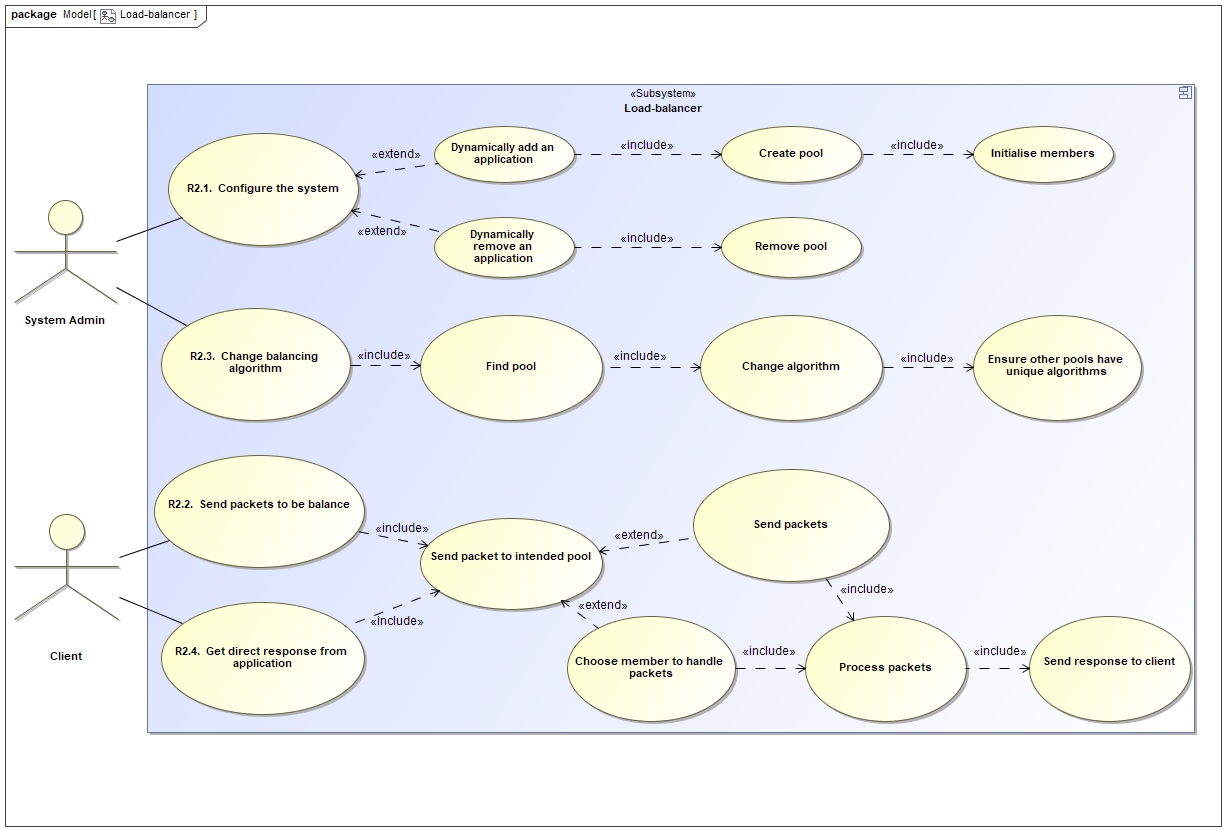 package Model[ Load-balancer ]
«Subsystem»
Load-balancer
R2.1. Configure the system
«extend»
Dynamically add an
application
«include»
Create pool
«include»
Initialise members
«extend»
Dynamically
remove an
application
«include»
Remove pool
System Admin
R2.3. Change balancing
algorithm
«include»
Find pool
«include»
Change algorithm
«include»
Ensure other pools have
unique algorithms
R2.2. Send packets to be balance
«include»
Send packet to intended pool
«extend»
Send packets
«include»
Client
R2.4. Get direct response from
application
«include»
«extend»
Choose member to handle
packets
«include»
Process packets
«include»
Send response to client